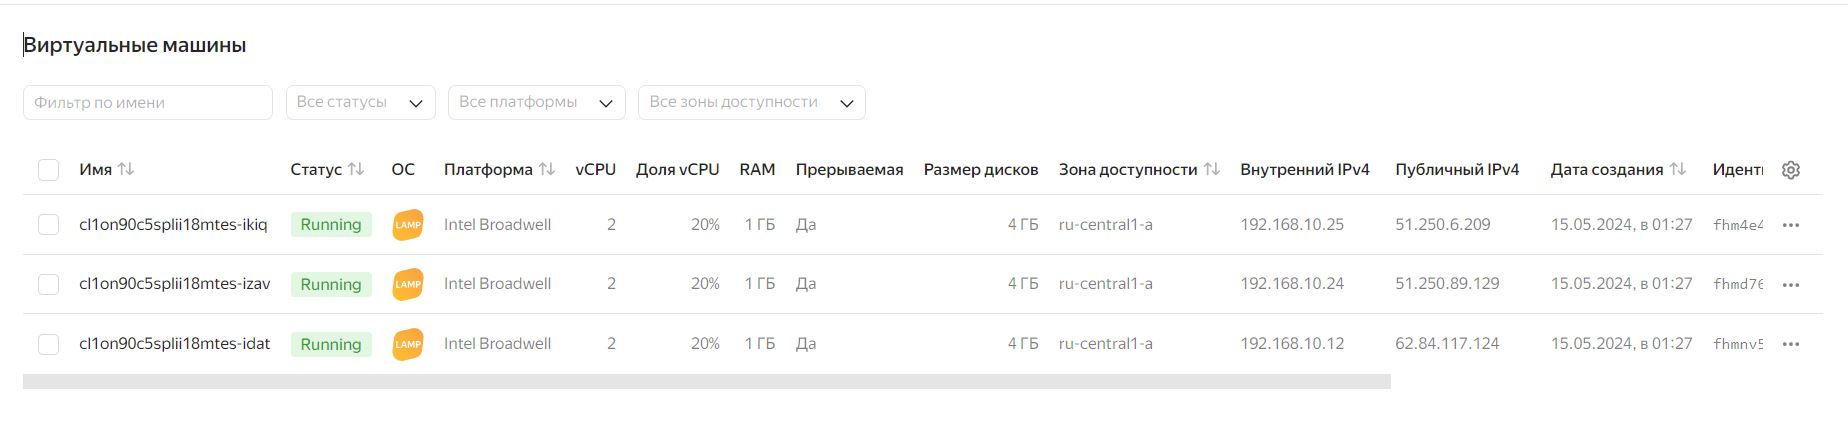 Виртуальные машины
Фильтр по имени Все статусы Все платформы Все зоны доступности
Имя Статус ОС Платформа vCPU Доля vCPU RAM Прерываемая Размер дисков Зона доступности Внутренний IPv4 Публичный IPv4 Дата создания Иденти
cl1on90c5splii18mtes-ikiq Running LAMP Intel Broadwell 2 20% 1 ГБ Да 4 ГБ ru-central1-a 192.168.10.25 51.250.6.209 15.05.2024, в 01:27 fhm4e4 ...
cl1on90c5splii18mtes-izav Running LAMP Intel Broadwell 2 20% 1 ГБ Да 4 ГБ ru-central1-a 192.168.10.24 51.250.89.129 15.05.2024, в 01:27 fhmd76 ...
cl1on90c5splii18mtes-idat Running LAMP Intel Broadwell 2 20% 1 ГБ Да 4 ГБ ru-central1-a 192.168.10.12 62.84.117.124 15.05.2024, в 01:27 fhmnv5 ...